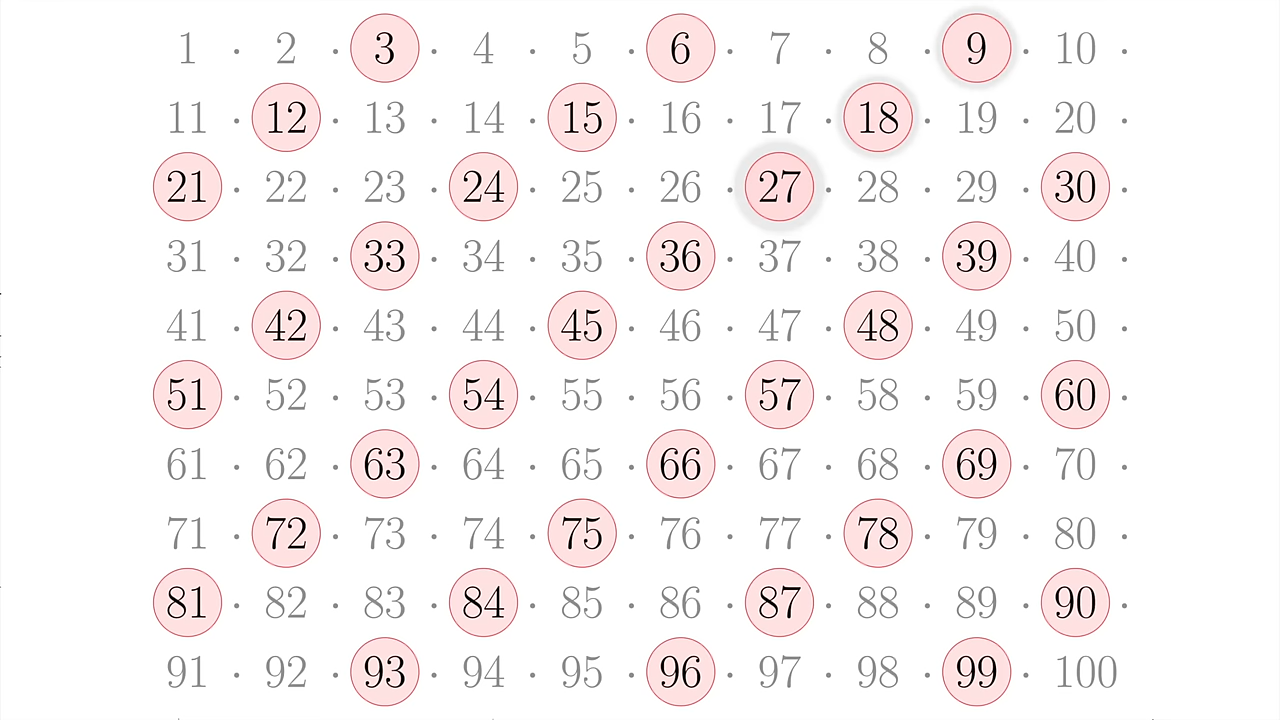 1 · 2 · 3 · 4 · 5 · 6 · 7 · 8 · 9 · 10 ·
11 · 12 · 13 · 14 · 15 · 16 · 17 · 18 · 19 · 20 ·
21 · 22 · 23 · 24 · 25 · 26 · 27 · 28 · 29 · 30 ·
31 · 32 · 33 · 34 · 35 · 36 · 37 · 38 · 39 · 40 ·
41 · 42 · 43 · 44 · 45 · 46 · 47 · 48 · 49 · 50 ·
51 · 52 · 53 · 54 · 55 · 56 · 57 · 58 · 59 · 60 ·
61 · 62 · 63 · 64 · 65 · 66 · 67 · 68 · 69 · 70 ·
71 · 72 · 73 · 74 · 75 · 76 · 77 · 78 · 79 · 80 ·
81 · 82 · 83 · 84 · 85 · 86 · 87 · 88 · 89 · 90 ·
91 · 92 · 93 · 94 · 95 · 96 · 97 · 98 · 99 · 100